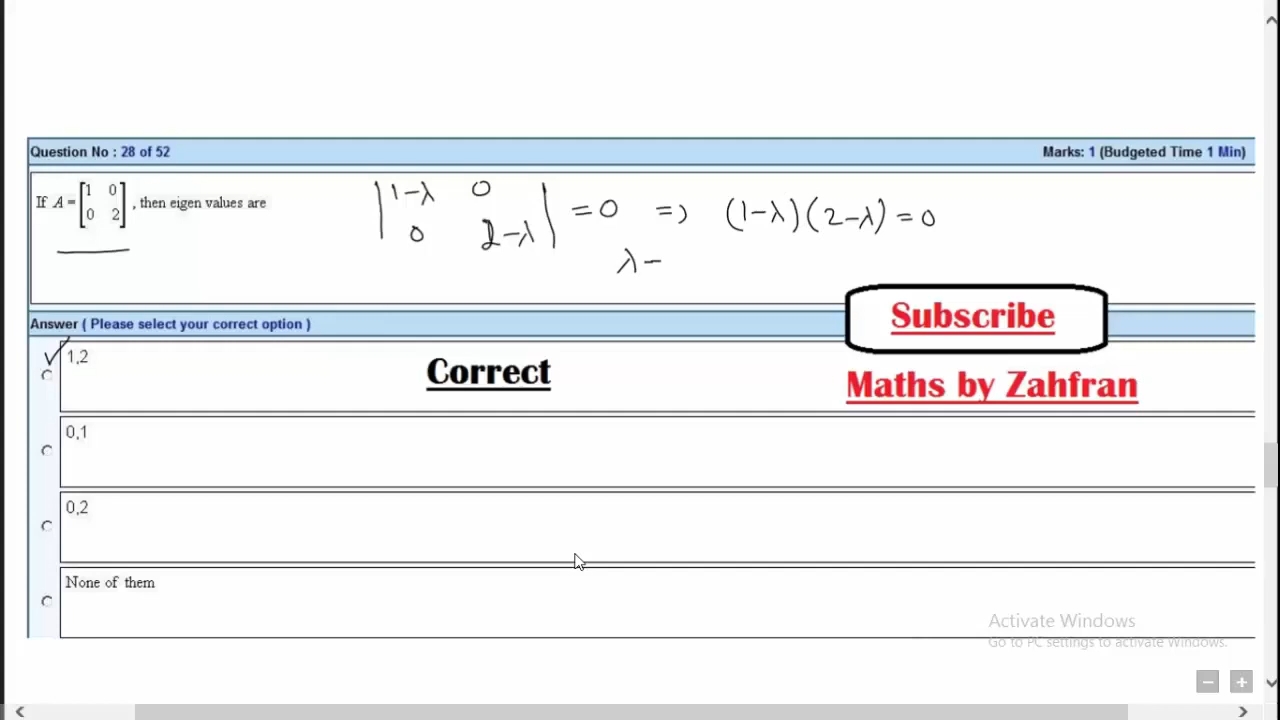 Question No : 28 of 52 Marks: 1 (Budgeted Time 1 Min)
If A = [1 0
0 2] , then eigen values are
|1-λ 0
0 2-λ| = 0 => (1-λ)(2-λ) = 0
λ =
Subscribe
Answer ( Please select your correct option )
1,2
Correct
Maths by Zahfran
0,1
0,2
None of them
Activate Windows
Go to PC settings to activate Windows.